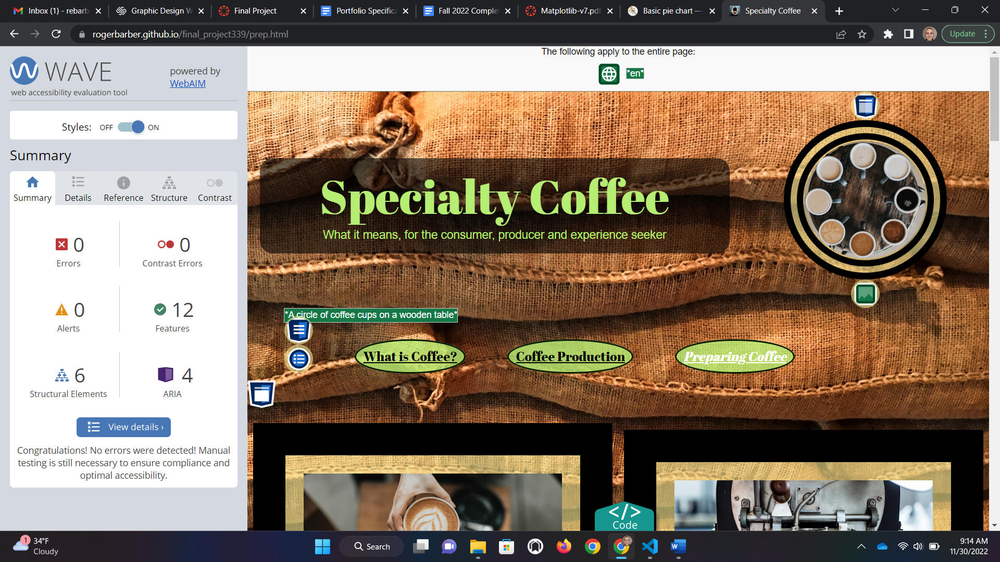 Inbox (1) - rebarb
Graphic Design W
Final Project
Portfolio Specifica
Fall 2022 Complet
Matplotlib-v7.pdf
Basic pie chart —
Specialty Coffee
rogerbarber.github.io/final_project339/prep.html
Update
WAVE
powered by
WebAIM
web accessibility evaluation tool
Styles: OFF ON
Summary
Summary
Details
Reference
Structure
Contrast
0
Errors
0
Contrast Errors
0
Alerts
12
Features
6
Structural Elements
4
ARIA
View details ›
Congratulations! No errors were detected! Manual
testing is still necessary to ensure compliance and
optimal accessibility.
The following apply to the entire page:
*en*
Specialty Coffee
What it means, for the consumer, producer and experience seeker
*A circle of coffee cups on a wooden table*
What is Coffee?
Coffee Production
Preparing Coffee
</>
Code
1
34°F
Cloudy
Search
9:14 AM
11/30/2022